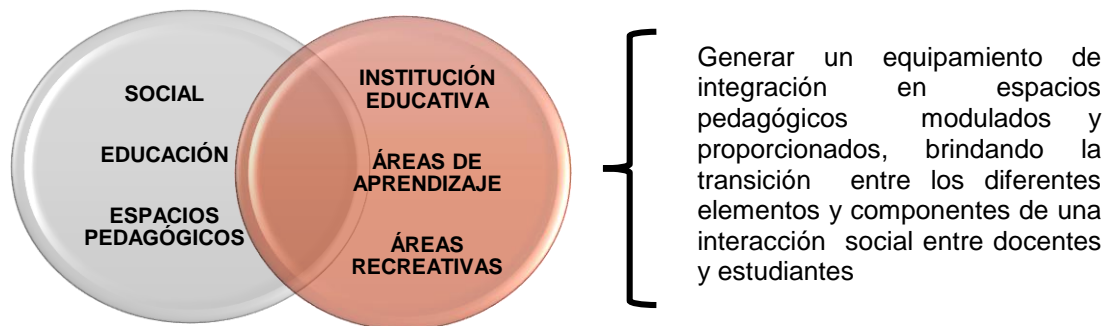 SOCIAL
EDUCACIÓN
ESPACIOS
PEDAGÓGICOS
INSTITUCIÓN
EDUCATIVA
ÁREAS DE
APRENDIZAJE
ÁREAS
RECREATIVAS
Generar un equipamiento de
integración en espacios
pedagógicos modulados y
proporcionados, brindando la
transición entre los diferentes
elementos y componentes de una
interacción social entre docentes
y estudiantes